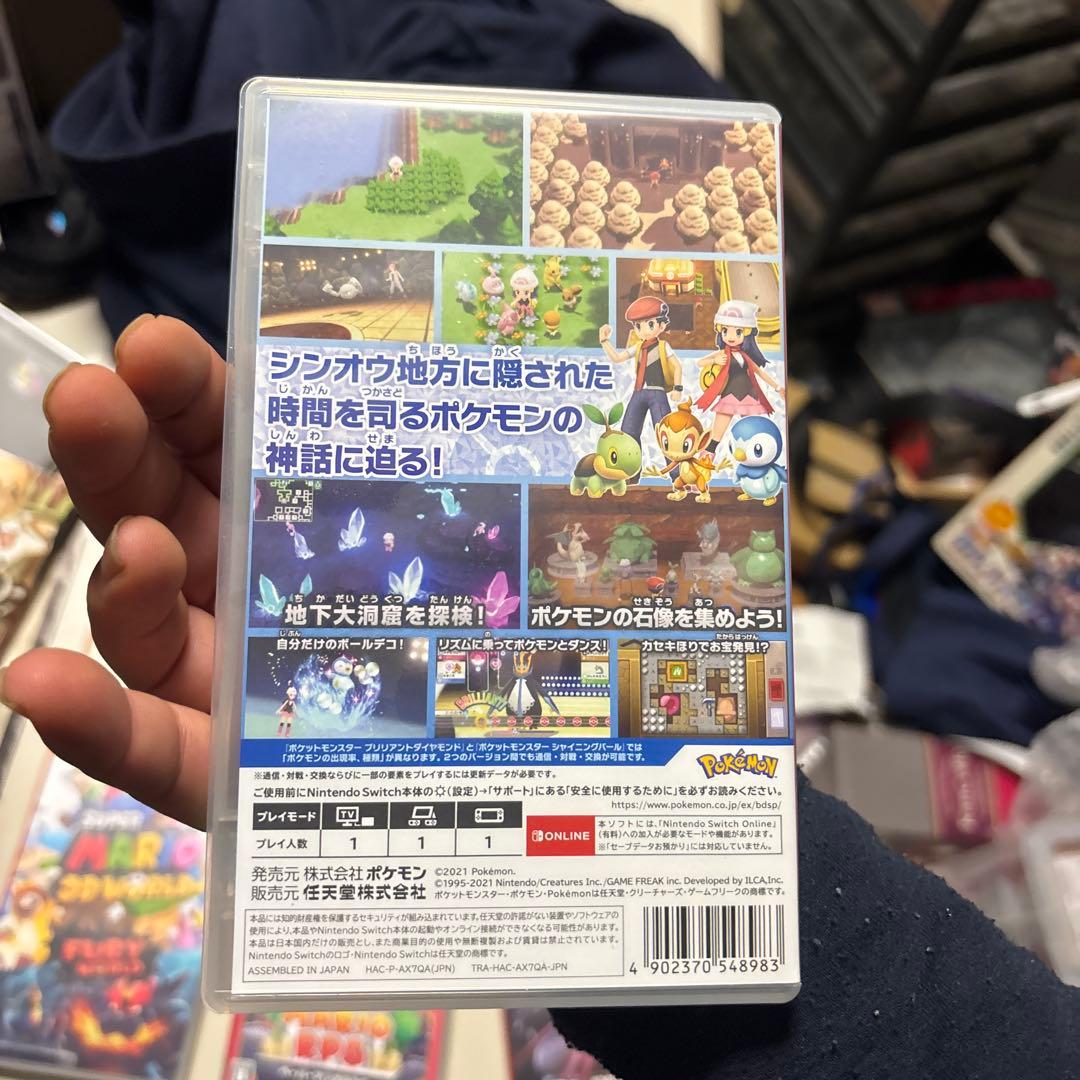 シンオウ地方に隠された
時間を司るポケモンの
神話に迫る!
地下大洞窟を探検!
ポケモンの石像を集めよう!
自分だけのボールデコ!
リズムに乗ってポケモンとダンス!
カセキほりでお宝発見!?
『ポケットモンスター ブリリアントダイヤモンド』と『ポケットモンスター シャイニングパール』では
「ポケモンの出現率、種類」が異なります。2つのバージョン間でも通信・対戦・交換が可能です。
Pokémon
※通信・対戦・交換ならびに一部の要素をプレイするには更新データが必要です。
ご使用前にNintendo Switch本体の(設定)→「サポート」にある「安全に使用するために」を必ずお読みください。
https://www.pokemon.co.jp/ex/bdsp/
プレイモード TV
プレイ人数 1 1 1
ONLINE
本ソフトには、「Nintendo Switch Online」
(有料)への加入が必要なモードや機能があります。
※「セーブデータお預かり」には対応していません。
発売元 株式会社 ポケモン
販売元 任天堂株式会社
©2021 Pokémon.
©1995-2021 Nintendo/Creatures Inc./GAME FREAK inc. Developed by ILCA,Inc.
ポケットモンスター・ポケモン・Pokémonは任天堂・クリーチャーズ・ゲームフリークの商標です。
本品には知的財産権を保護するセキュリティが組み込まれています。任天堂の許諾がない装置やソフトウェアの
使用により、本品やNintendo Switch本体の起動やオンライン接続ができなくなる可能性があります。
本品は日本国内だけの販売とし、また商業目的の使用や無断複製および賃貸は禁止されています。
Nintendo Switchのロゴ・Nintendo Switchは任天堂の商標です。
ASSEMBLED IN JAPAN HAC-P-AX7QA(JPN) TRA-HAC-AX7QA-JPN
4 902370 548983
SUPER
MARIO
3D WORLD
FURY
WORLD
MARIO
RPG